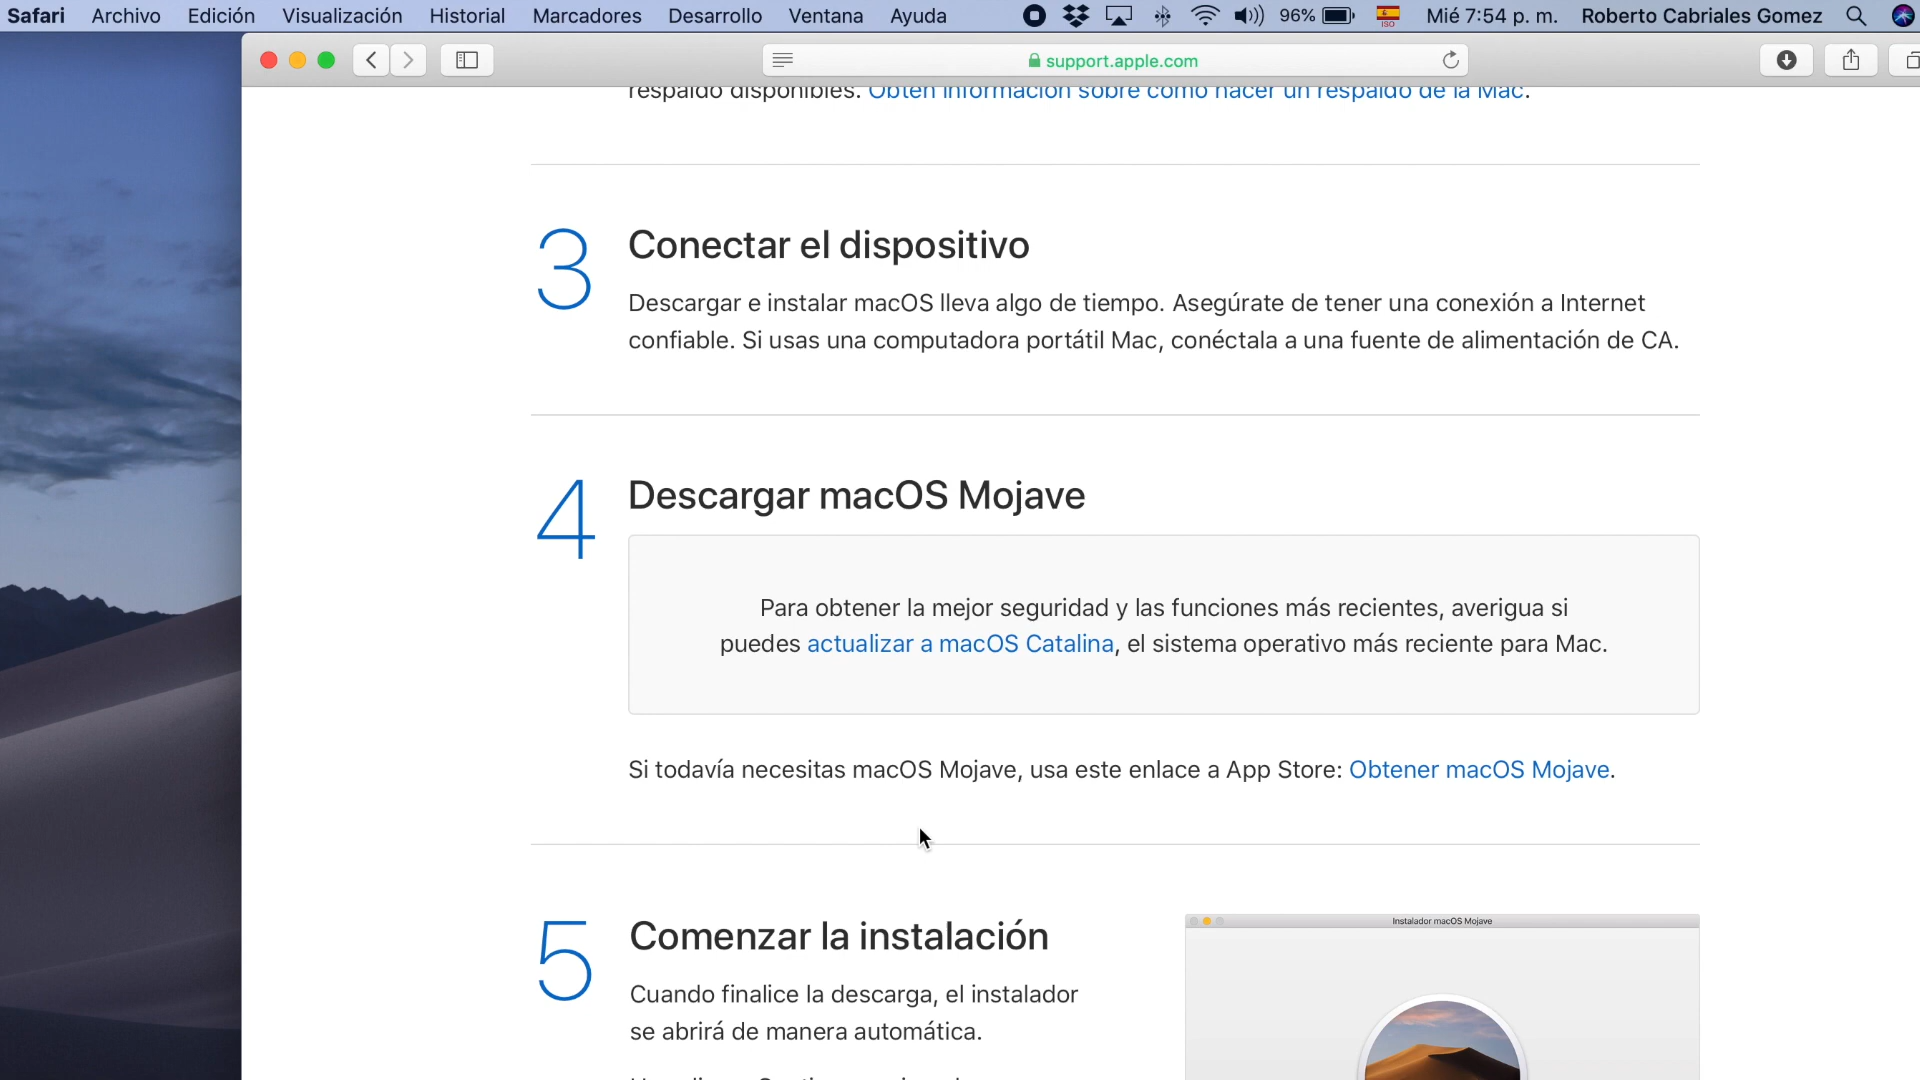 Safari Archivo Edición Visualización Historial Marcadores Desarrollo Ventana Ayuda 96% ISO Mié 7:54 p. m. Roberto Cabriales Gomez
support.apple.com
respaldo disponibles. Obtén información sobre cómo hacer un respaldo de la Mac.
3 Conectar el dispositivo
Descargar e instalar macOS lleva algo de tiempo. Asegúrate de tener una conexión a Internet
confiable. Si usas una computadora portátil Mac, conéctala a una fuente de alimentación de CA.
4 Descargar macOS Mojave
Para obtener la mejor seguridad y las funciones más recientes, averigua si
puedes actualizar a macOS Catalina, el sistema operativo más reciente para Mac.
Si todavía necesitas macOS Mojave, usa este enlace a App Store: Obtener macOS Mojave.
5 Comenzar la instalación
Instalador macOS Mojave
Cuando finalice la descarga, el instalador
se abrirá de manera automática.